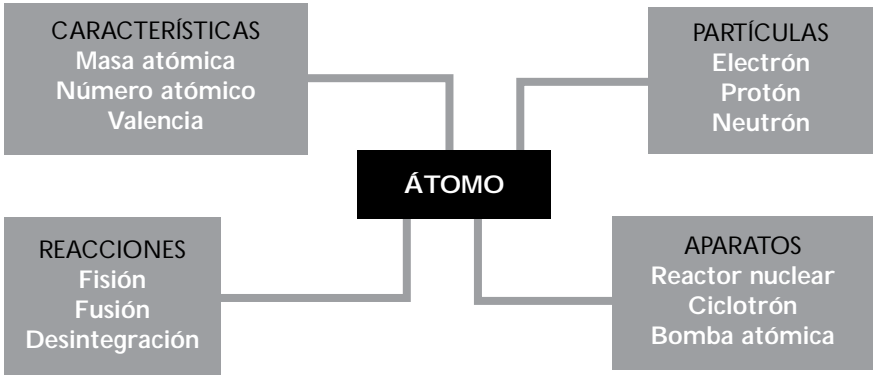 CARACTERÍSTICAS
Masa atómica
Número atómico
Valencia
PARTÍCULAS
Electrón
Protón
Neutrón
ÁTOMO
REACCIONES
Fisión
Fusión
Desintegración
APARATOS
Reactor nuclear
Ciclotrón
Bomba atómica